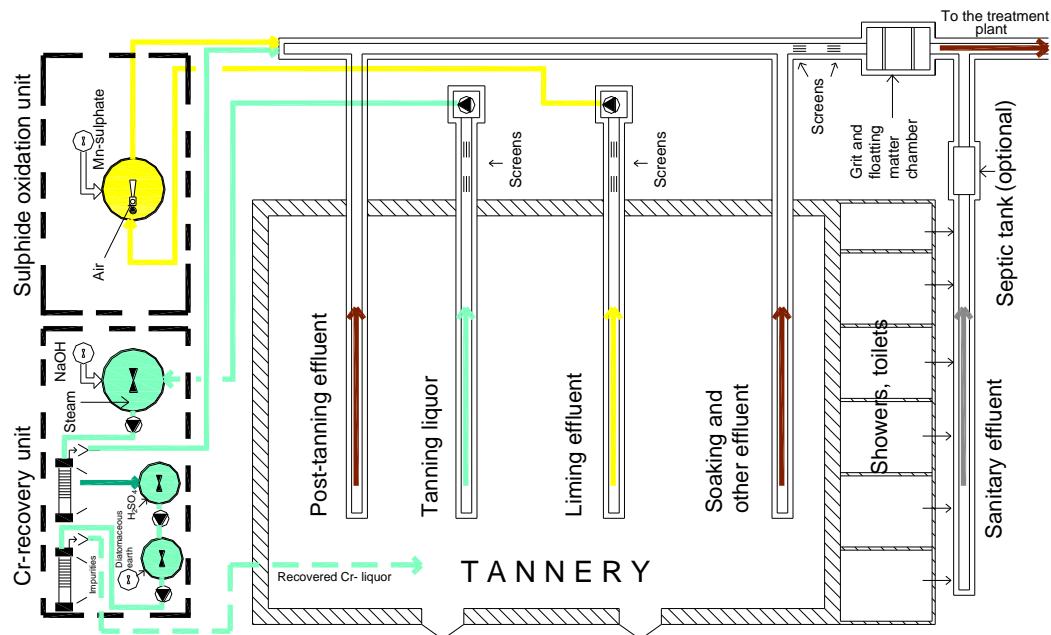 To the treatment
plant
Sulphide oxidation unit
Mn-sulphate
Air
Screens
Screens
Screens
Grit and
floatting
matter
chamber
Septic tank (optional)
Cr-recovery unit
NaOH
Steam
H2SO4
Diatomaceous
earth
Impurities
Post-tanning effluent
Tanning liquor
Liming effluent
Soaking and
other effluent
Showers, toilets
Sanitary effluent
Recovered Cr- liquor
TANNERY